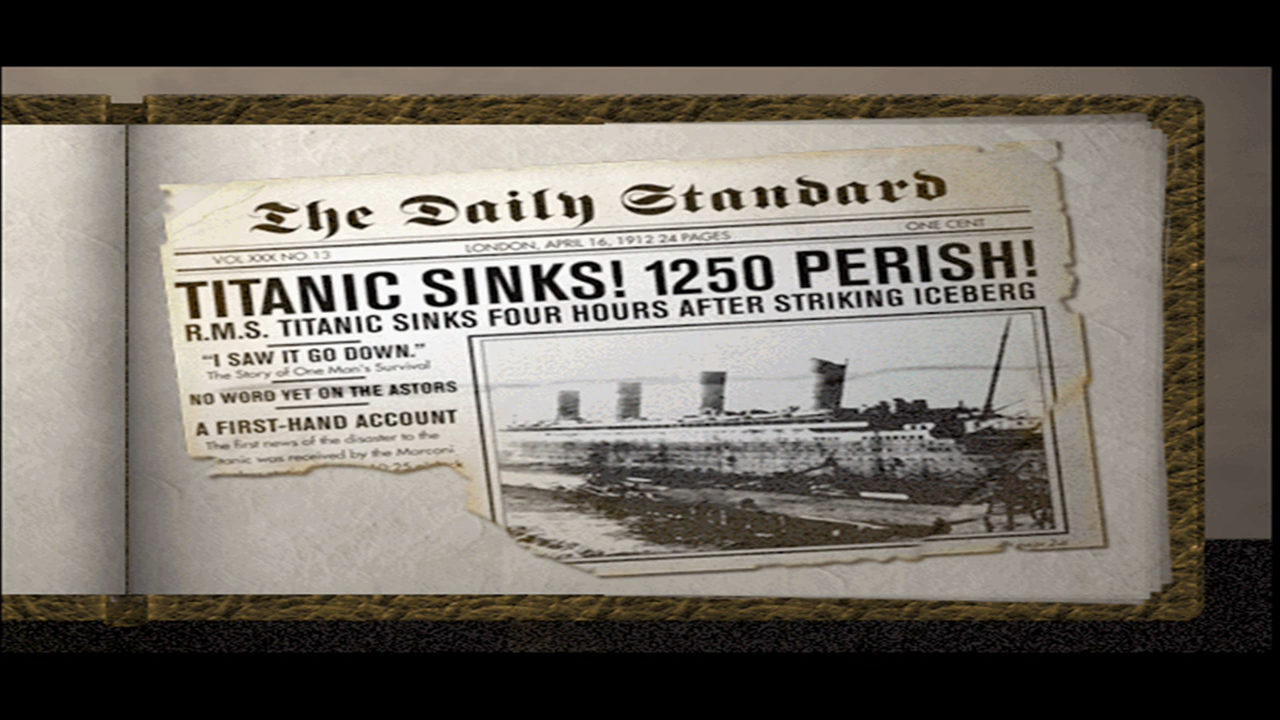 The Daily Standard
VOL XXX NO 13 LONDON, APRIL 16, 1912 24 PAGES ONE CENT
TITANIC SINKS! 1250 PERISH!
R.M.S. TITANIC SINKS FOUR HOURS AFTER STRIKING ICEBERG
"I SAW IT GO DOWN."
The Story of One Man's Survival
NO WORD YET ON THE ASTORS
A FIRST-HAND ACCOUNT
The first news of the disaster to the
tanic was received by the Marconi